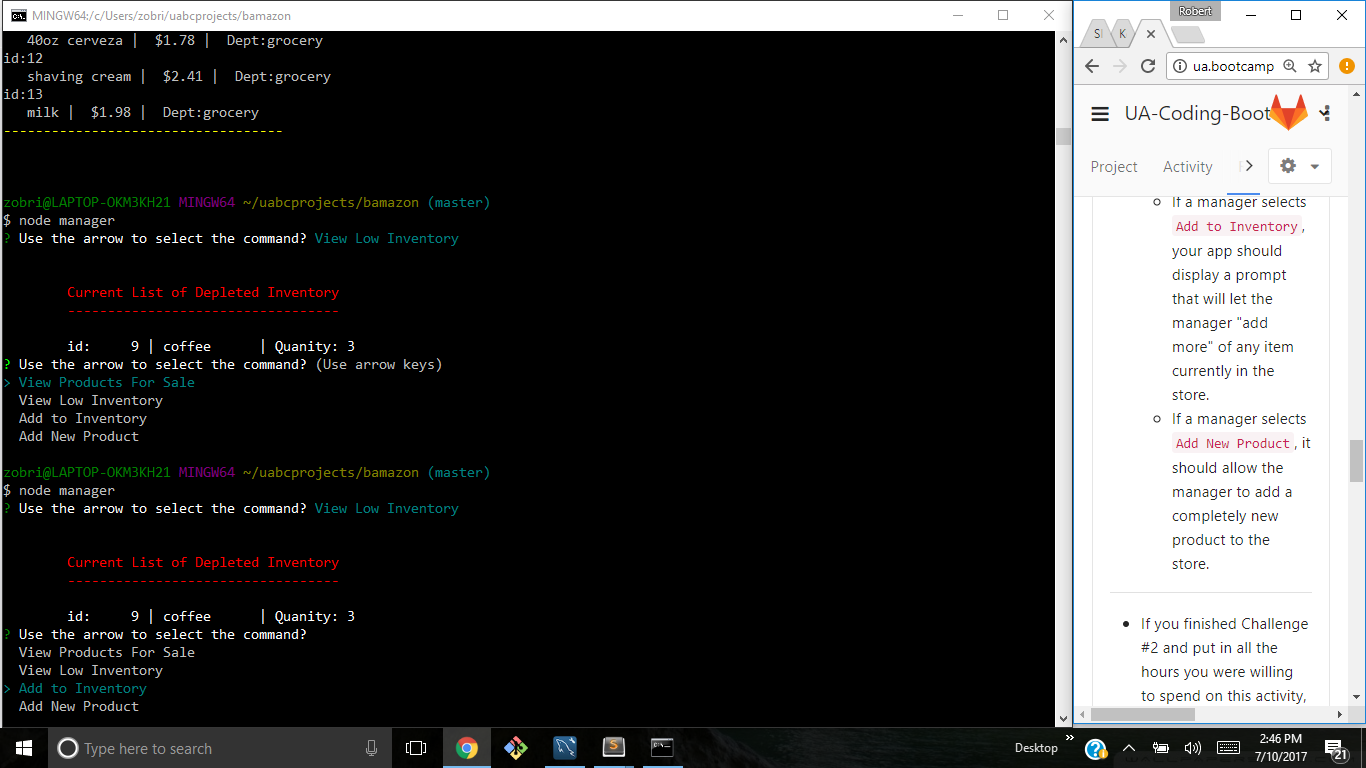 MINGW64:/c/Users/zobri/uabcprojects/bamazon
40oz cerveza | $1.78 | Dept:grocery
id:12
shaving cream | $2.41 | Dept:grocery
id:13
milk | $1.98 | Dept:grocery
-----------------------------------
zobri@LAPTOP-OKM3KH21 MINGW64 ~/uabcprojects/bamazon (master)
$ node manager
? Use the arrow to select the command? View Low Inventory
Current List of Depleted Inventory
----------------------------------
id: 9 | coffee | Quanity: 3
? Use the arrow to select the command? (Use arrow keys)
> View Products For Sale
View Low Inventory
Add to Inventory
Add New Product
zobri@LAPTOP-OKM3KH21 MINGW64 ~/uabcprojects/bamazon (master)
$ node manager
? Use the arrow to select the command? View Low Inventory
Current List of Depleted Inventory
----------------------------------
id: 9 | coffee | Quanity: 3
? Use the arrow to select the command?
View Products For Sale
View Low Inventory
> Add to Inventory
Add New Product
Robert
K
ua.bootcamp
UA-Coding-Boot
Project Activity
If a manager selects
Add to Inventory,
your app should
display a prompt
that will let the
manager "add
more" of any item
currently in the
store.
If a manager selects
Add New Product, it
should allow the
manager to add a
completely new
product to the
store.
If you finished Challenge
#2 and put in all the
hours you were willing
to spend on this activity,
Type here to search
Desktop
2:46 PM
7/10/2017
21